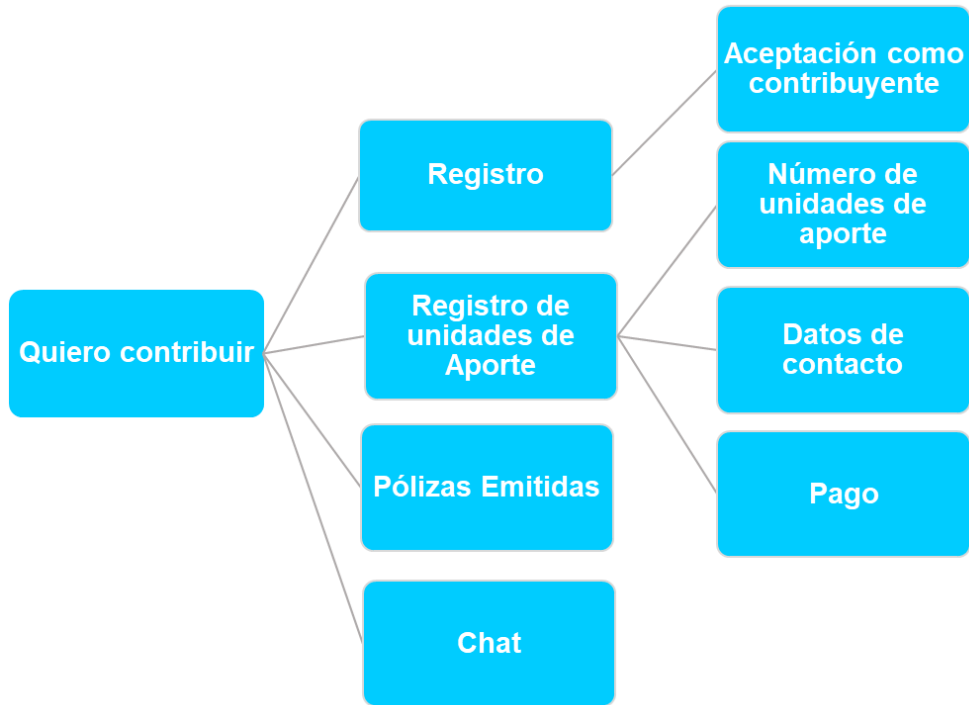 Quiero contribuir
Registro
Registro de
unidades de
Aporte
Pólizas Emitidas
Chat
Aceptación como
contribuyente
Número de
unidades de
aporte
Datos de
contacto
Pago